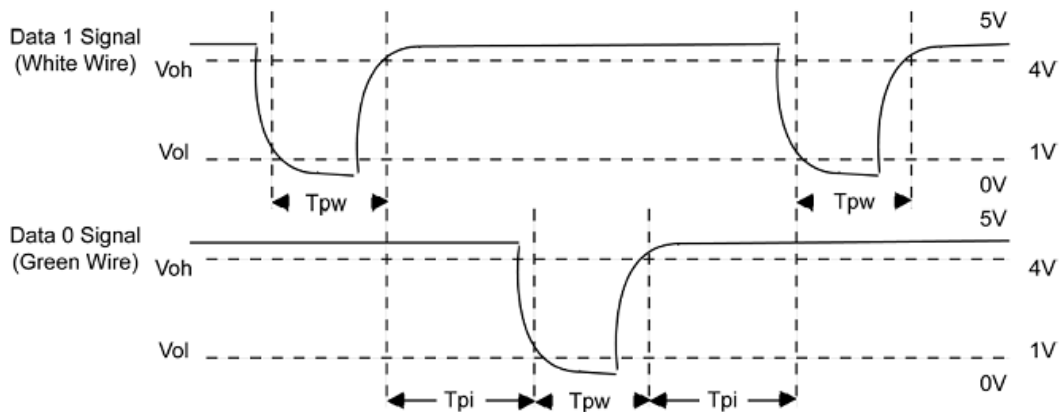 5V
Data 1 Signal
(White Wire)
Voh
4V
Vol
1V
0V
Tpw
Tpw
5V
Data 0 Signal
(Green Wire)
Voh
4V
Vol
1V
0V
Tpi
Tpw
Tpi